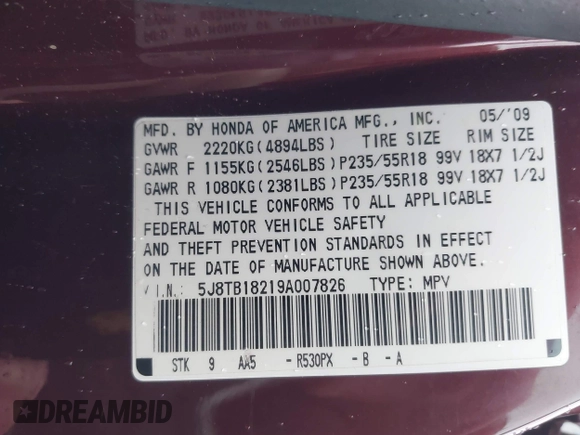 MFD. BY HONDA OF AMERICA MFG., INC. 05/'09
GVWR 2220KG(4894LBS) TIRE SIZE RIM SIZE
GAWR F 1155KG(2546LBS)P235/55R18 99V 18X7 1/2J
GAWR R 1080KG(2381LBS)P235/55R18 99V 18X7 1/2J
THIS VEHICLE CONFORMS TO ALL APPLICABLE
FEDERAL MOTOR VEHICLE SAFETY
AND THEFT PREVENTION STANDARDS IN EFFECT
ON THE DATE OF MANUFACTURE SHOWN ABOVE.
V.I.N.: 5J8TB18219A007826 TYPE: MPV
STK 9 AA5 -R530PX -B -A
DREAMBID